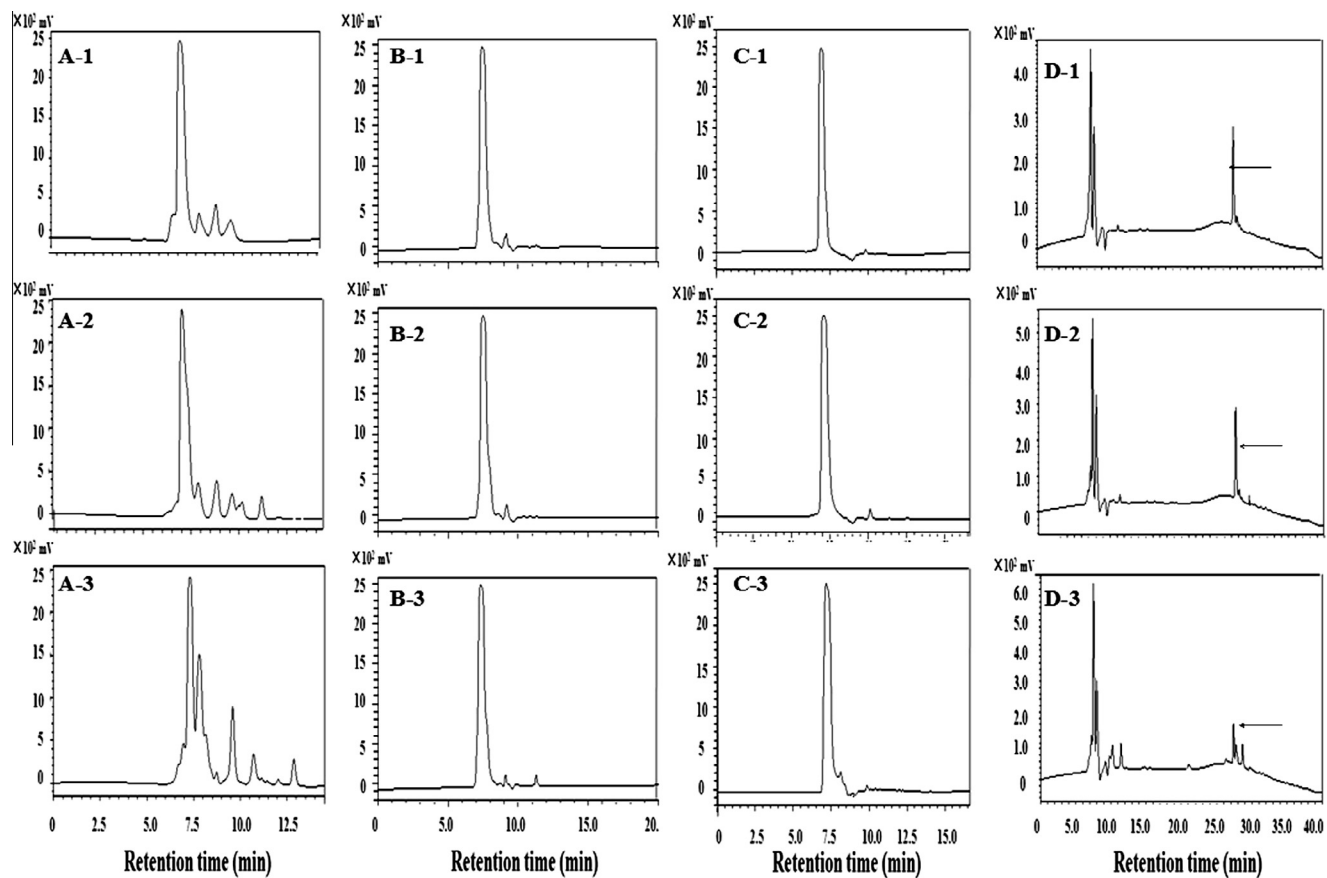 ×10² mV ×10² mV ×10² mV ×10² mV
A-1 B-1 C-1 D-1
25 25 25 4.0
20 20 20 3.0
15 15 15 2.0
10 10 10 1.0
5 5 5 0
0 0 0
×10² mV ×10² mV ×10² mV ×10² mV
A-2 B-2 C-2 D-2
25 25 25 5.0
20 20 20 4.0
15 15 15 3.0
10 10 10 2.0
5 5 5 1.0
0 0 0 0
×10² mV ×10² mV ×10² mV ×10² mV
A-3 B-3 C-3 D-3
25 25 25 6.0
20 20 20 5.0
15 15 15 4.0
10 10 10 3.0
5 5 5 2.0
0 0 0 1.0
0
0 2.5 5.0 7.5 10.0 12.5 0 5.0 10.0 15.0 20. 0 2.5 5.0 7.5 10.0 12.5 15.0 0 5.0 10.0 15.0 20.0 25.0 30.0 35.0 40.0
Retention time (min) Retention time (min) Retention time (min) Retention time (min)